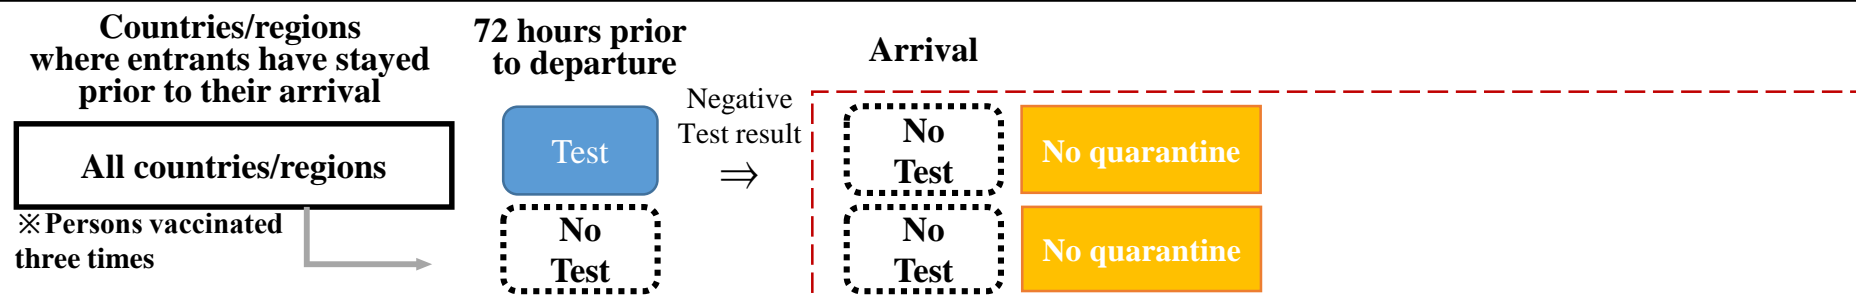 Countries/regions
where entrants have stayed
prior to their arrival
72 hours prior
to departure
Arrival
All countries/regions
Test
Negative
Test result
⇒
No
Test
No quarantine
※Persons vaccinated
three times
No
Test
No
Test
No quarantine